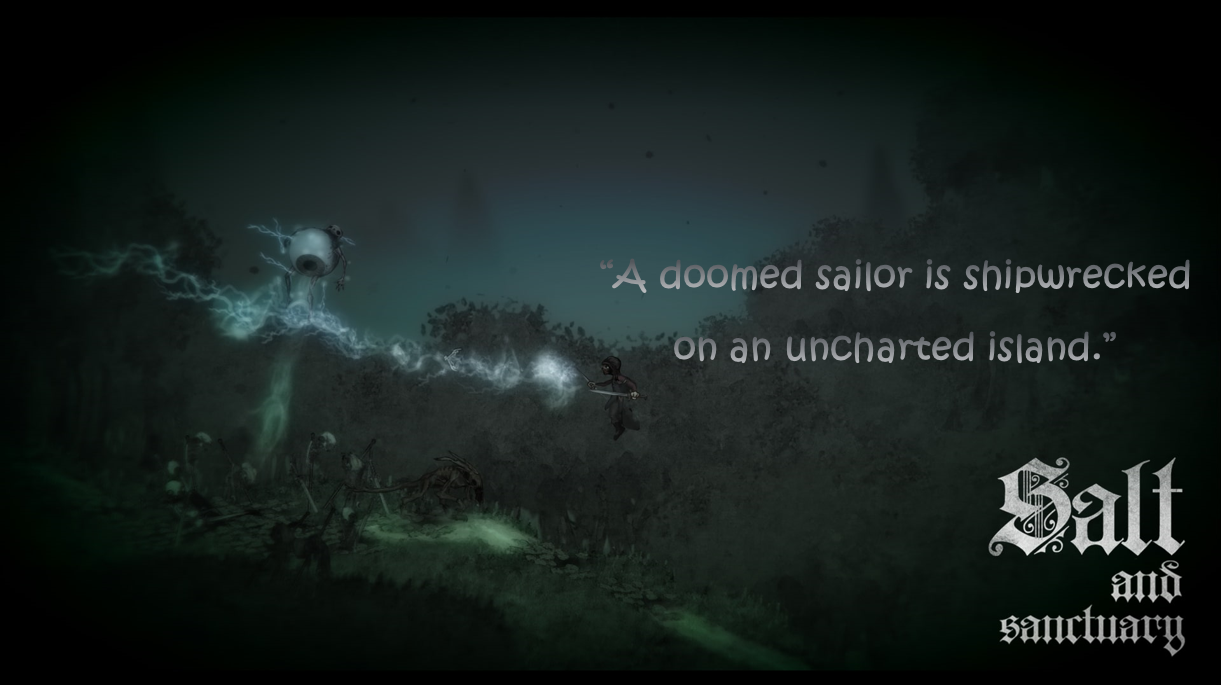 “A doomed sailor is shipwrecked
on an uncharted island.”
Salt
and
sanctuary